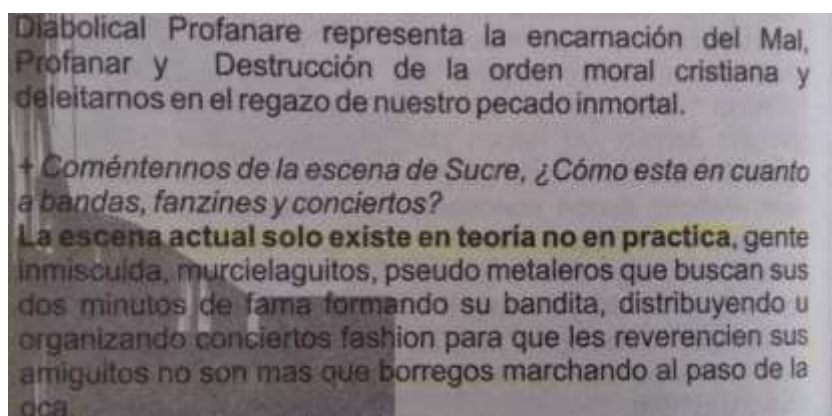 Diabolical Profanare representa la encarnación del Mal,
Profanar y Destrucción de la orden moral cristiana y
deleitarnos en el regazo de nuestro pecado inmortal.
+ Coméntennos de la escena de Sucre, ¿Cómo esta en cuanto
a bandas, fanzines y conciertos?
La escena actual solo existe en teoría no en practica, gente
inmiscuida, murcielaguitos, pseudo metaleros que buscan sus
dos minutos de fama formando su bandita, distribuyendo u
organizando conciertos fashion para que les reverencien sus
amiguitos no son mas que borregos marchando al paso de la
oca.